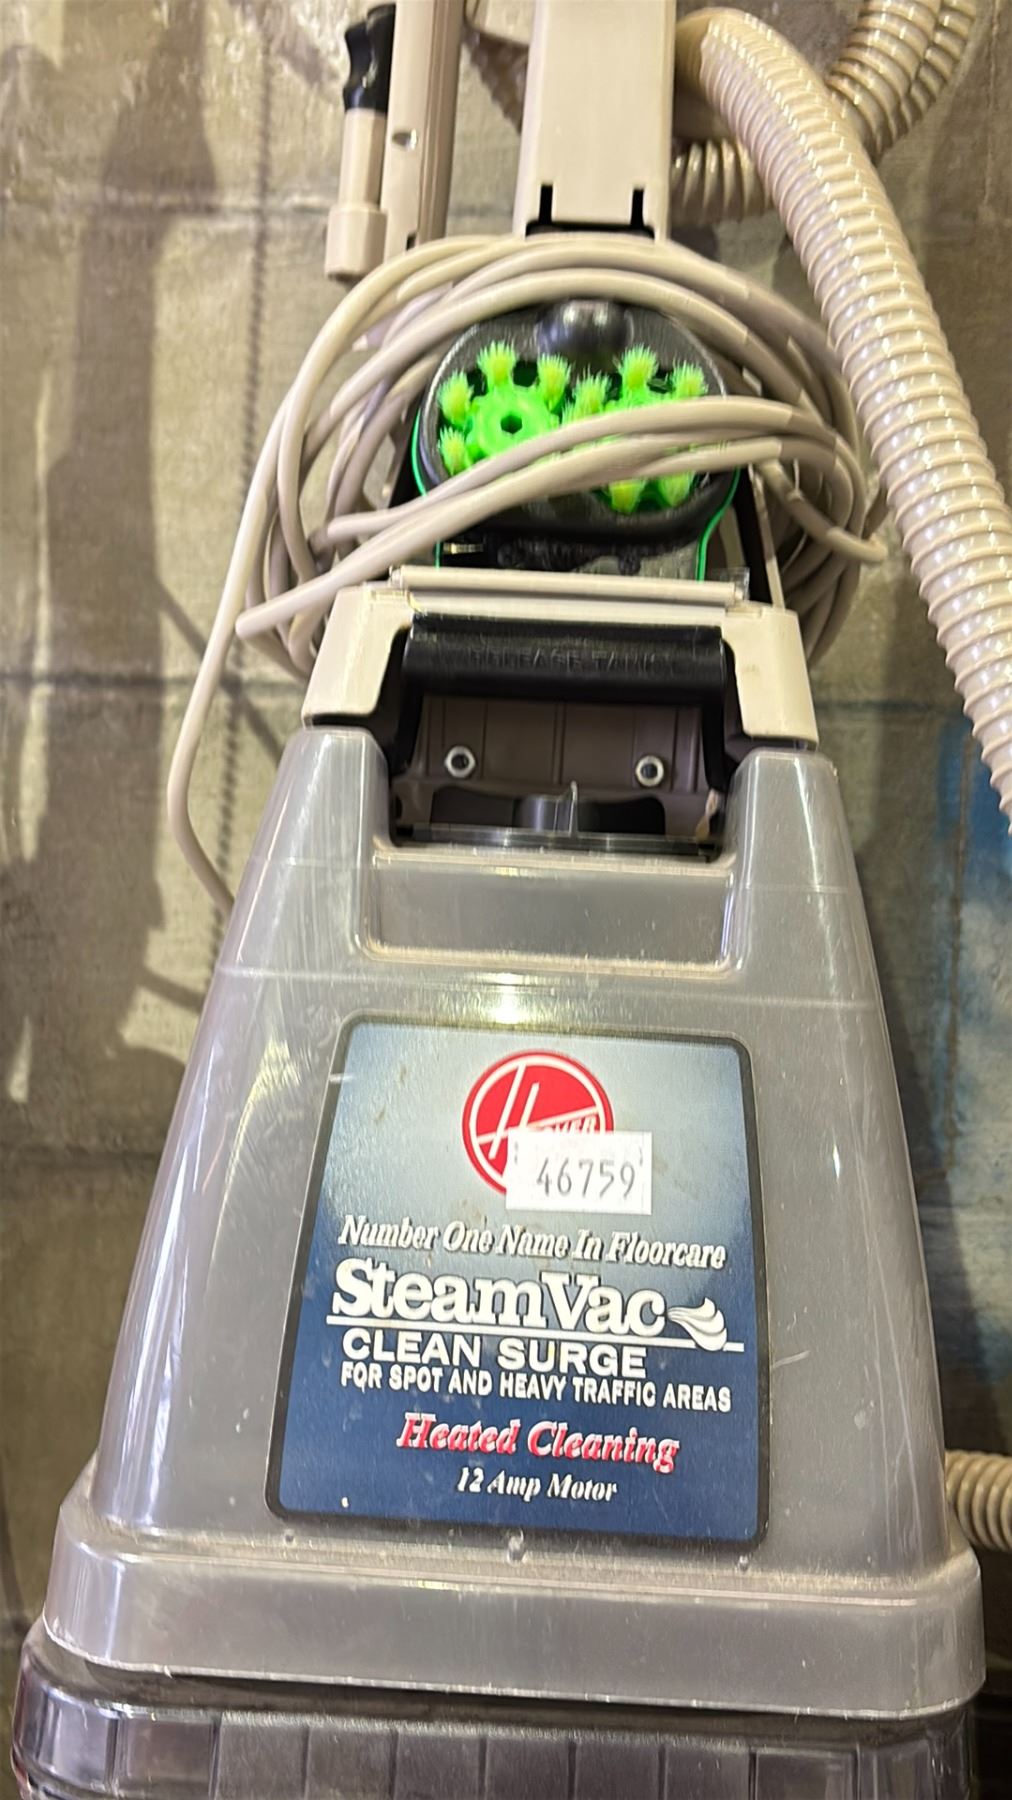 46759
Number One Name In Floorcare
SteamVac
CLEAN SURGE
FOR SPOT AND HEAVY TRAFFIC AREAS
Heated Cleaning
12 Amp Motor